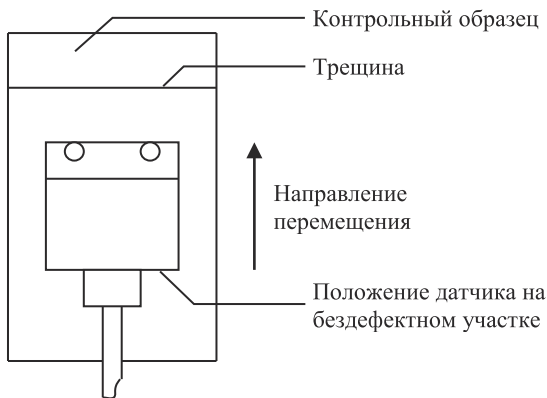 Контрольный образец
Трещина
Направление
перемещения
Положение датчика на
бездефектном участке